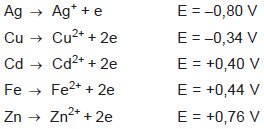 Ag → Ag⁺ + e E = –0,80 V
Cu → Cu²⁺ + 2e E = –0,34 V
Cd → Cd²⁺ + 2e E = +0,40 V
Fe → Fe²⁺ + 2e E = +0,44 V
Zn → Zn²⁺ + 2e E = +0,76 V